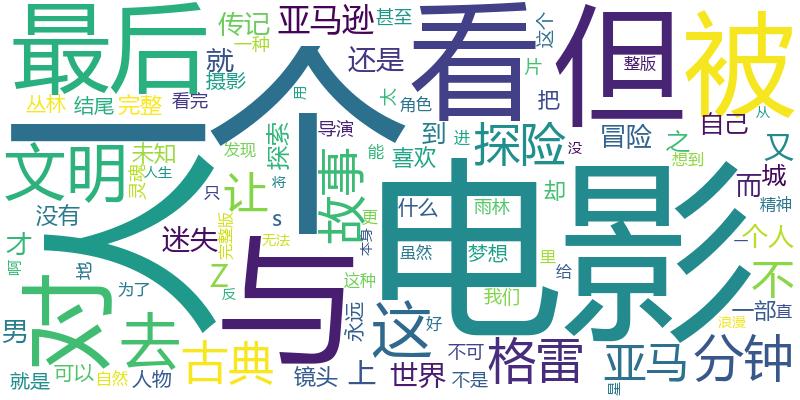 最后
一个
看
但
被
传记
一种
亚马逊
甚至
这个
片
整版
就
还是
摄影
丛林
结尾
完整
看完
用
太
角色
把
从
自己
导演
没
进
之
想到
又
文明
未知
灵魂
人生
发现
探索
能
喜欢
到
探险
冒险
而
城
精神
人
对
让
只
将
故事
电影
没有
迷失
s
更
什么
雨林
却
个人
不
才
啊
完整版
无法
本身
虽然
梦想
里
一
为了
Z
与
这种
我们
给
一部
直
浪漫
男
去
反
永远
这
好
不可
格雷
亚马
分钟
就是
可以
自然
人物
古典
镜头
上
世界
不是